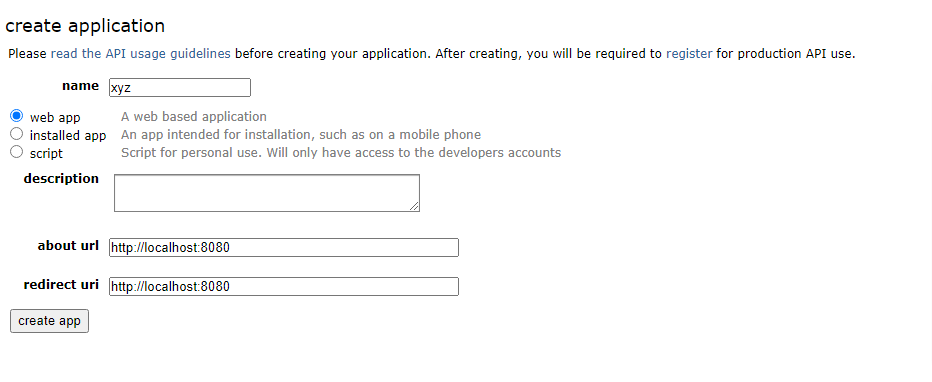 create application
Please read the API usage guidelines before creating your application. After creating, you will be required to register for production API use.
name xyz
web app A web based application
installed app An app intended for installation, such as on a mobile phone
script Script for personal use. Will only have access to the developers accounts
description
about url http://localhost:8080
redirect uri http://localhost:8080
create app